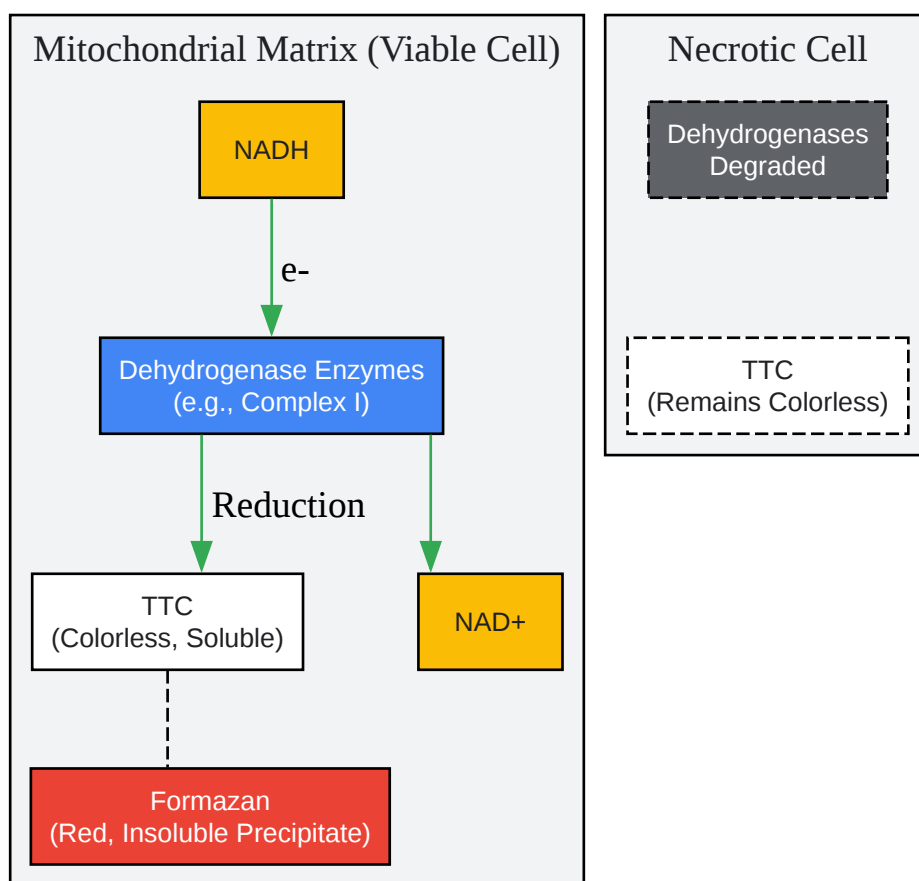 Mitochondrial Matrix (Viable Cell)
NADH
e-
Dehydrogenase Enzymes
(e.g., Complex I)
Reduction
TTC
(Colorless, Soluble)
NAD+
Formazan
(Red, Insoluble Precipitate)
Necrotic Cell
Dehydrogenases
Degraded
TTC
(Remains Colorless)